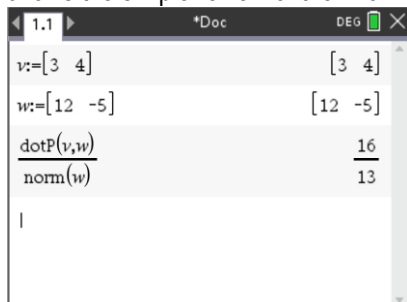 1.1 *Doc DEG
v:=[3 4] [3 4]
w:=[12 -5] [12 -5]
dotP(v,w) 16
norm(w) 13